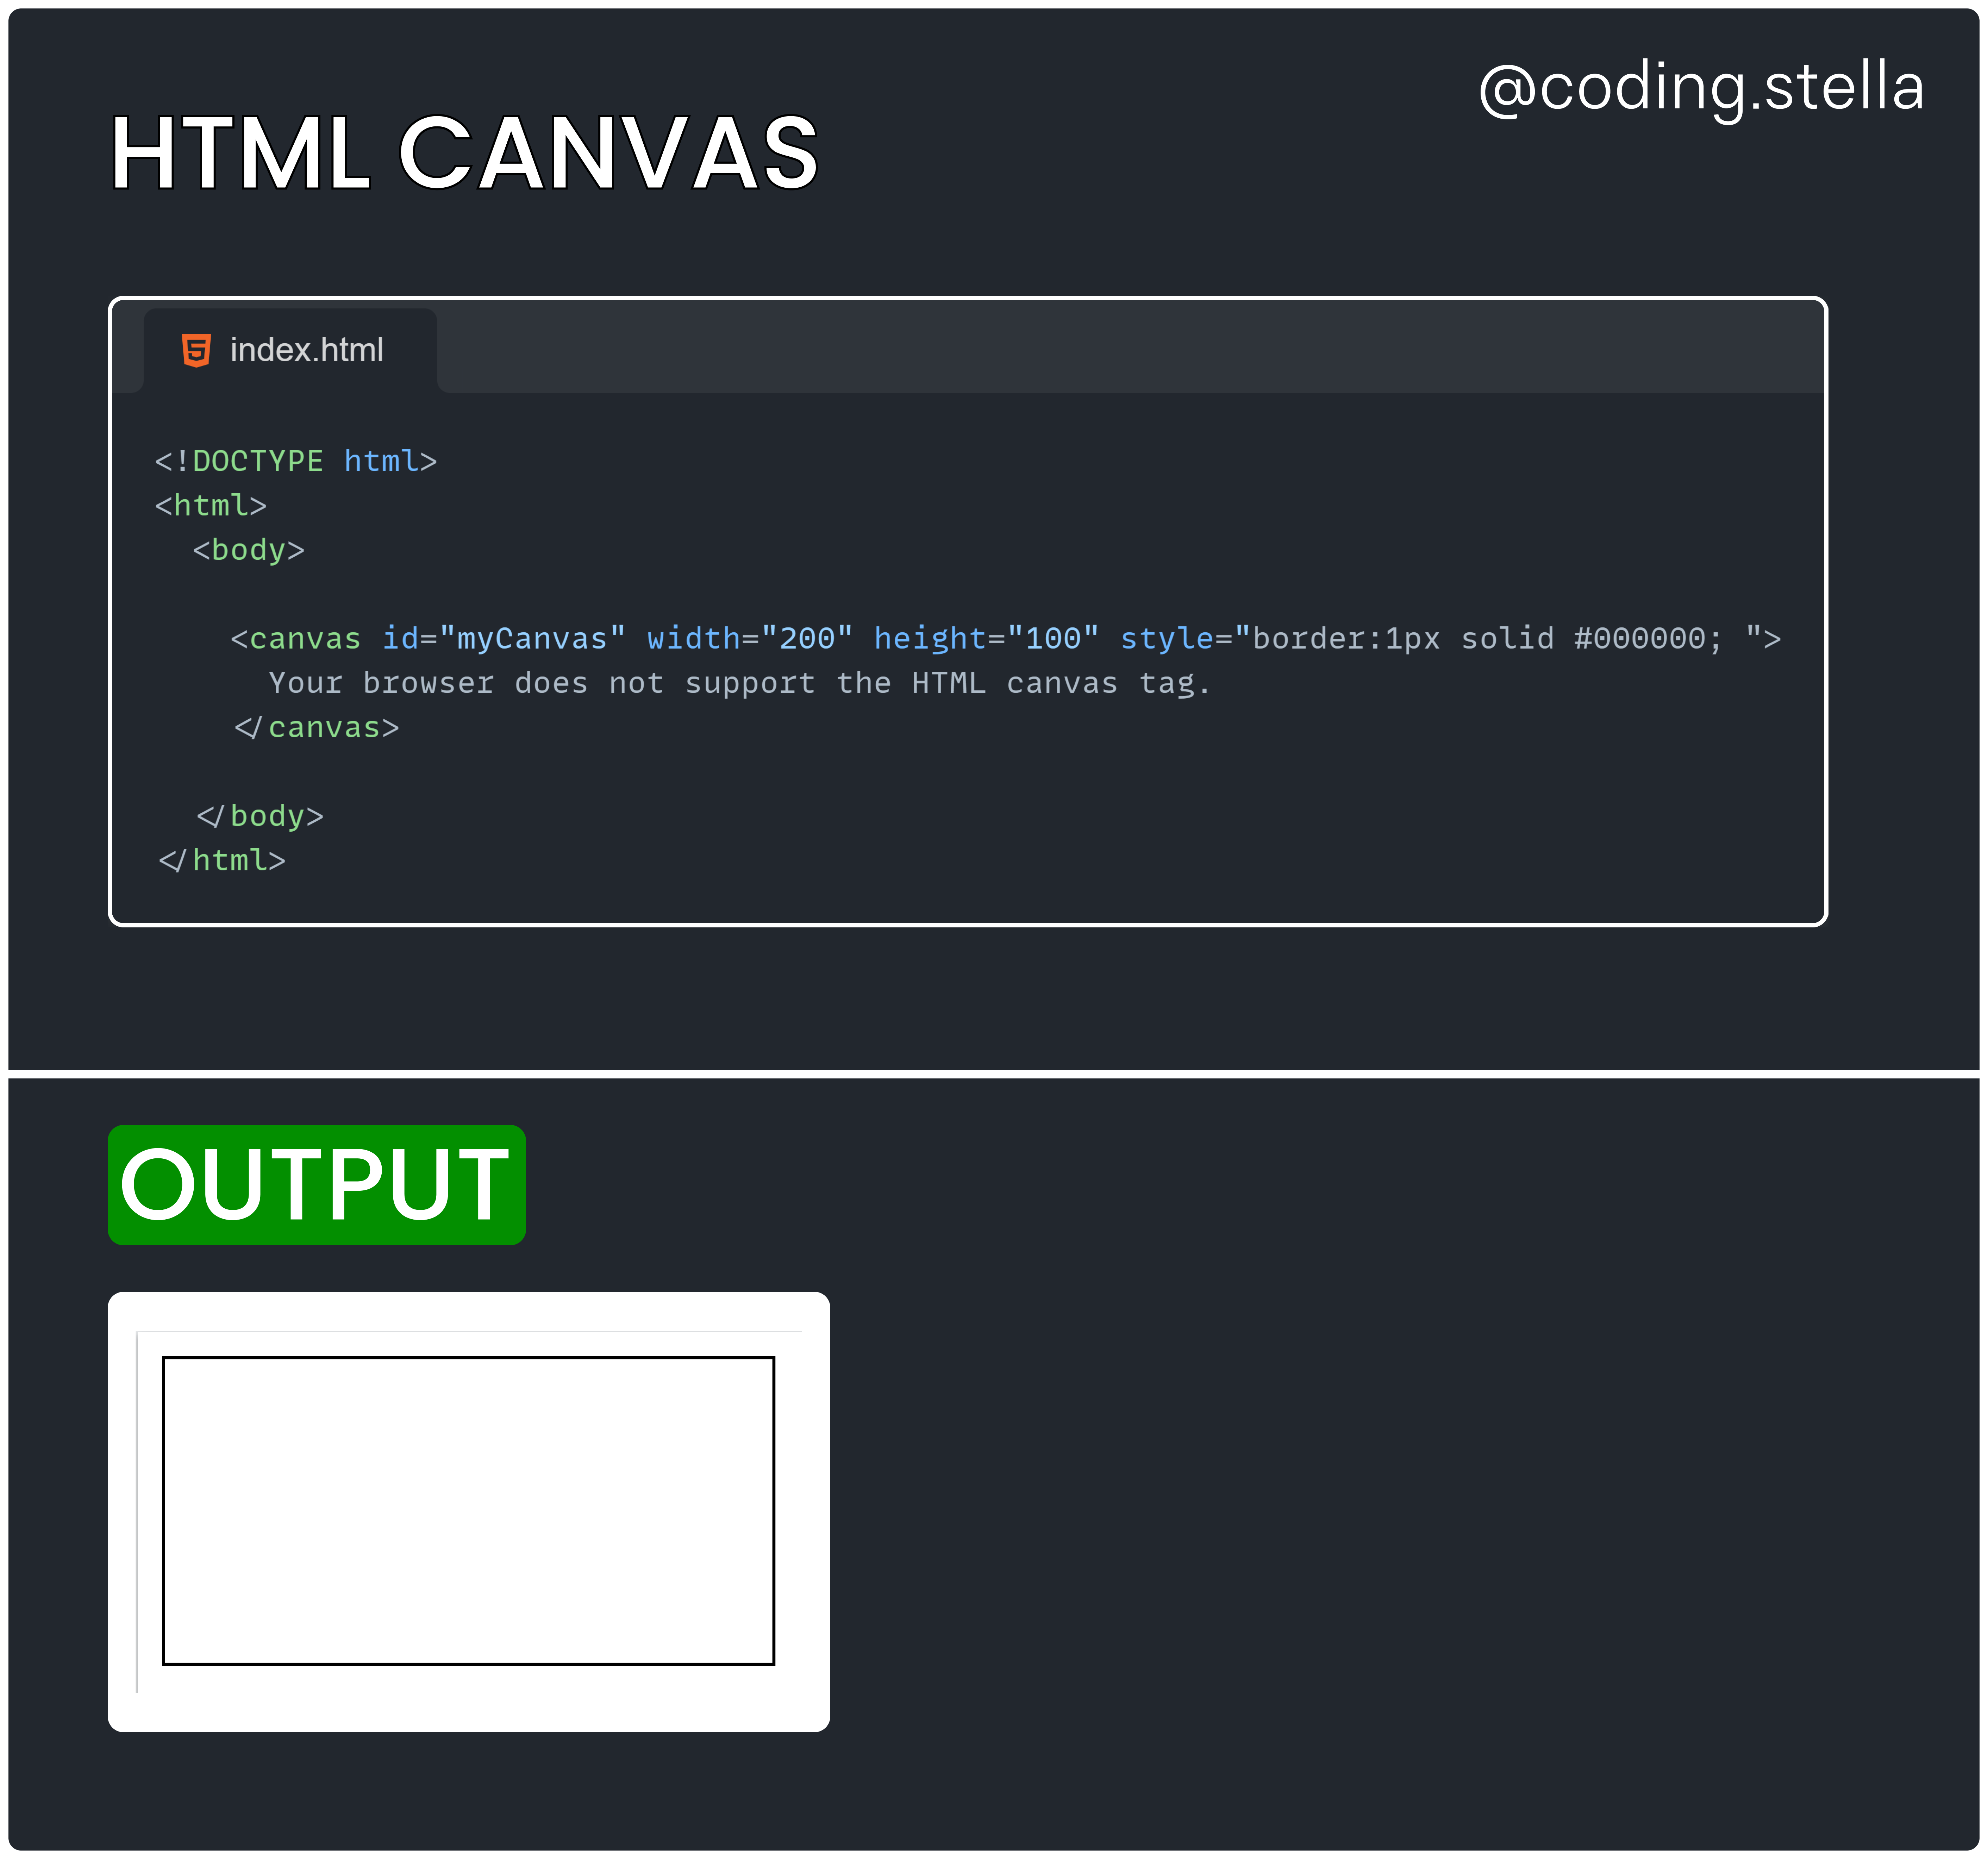 @coding.stella
HTML CANVAS
index.html
<!DOCTYPE html>
<html>
<body>
<canvas id="myCanvas" width="200" height="100" style="border:1px solid #000000; ">
Your browser does not support the HTML canvas tag.
</canvas>
</body>
</html>
OUTPUT